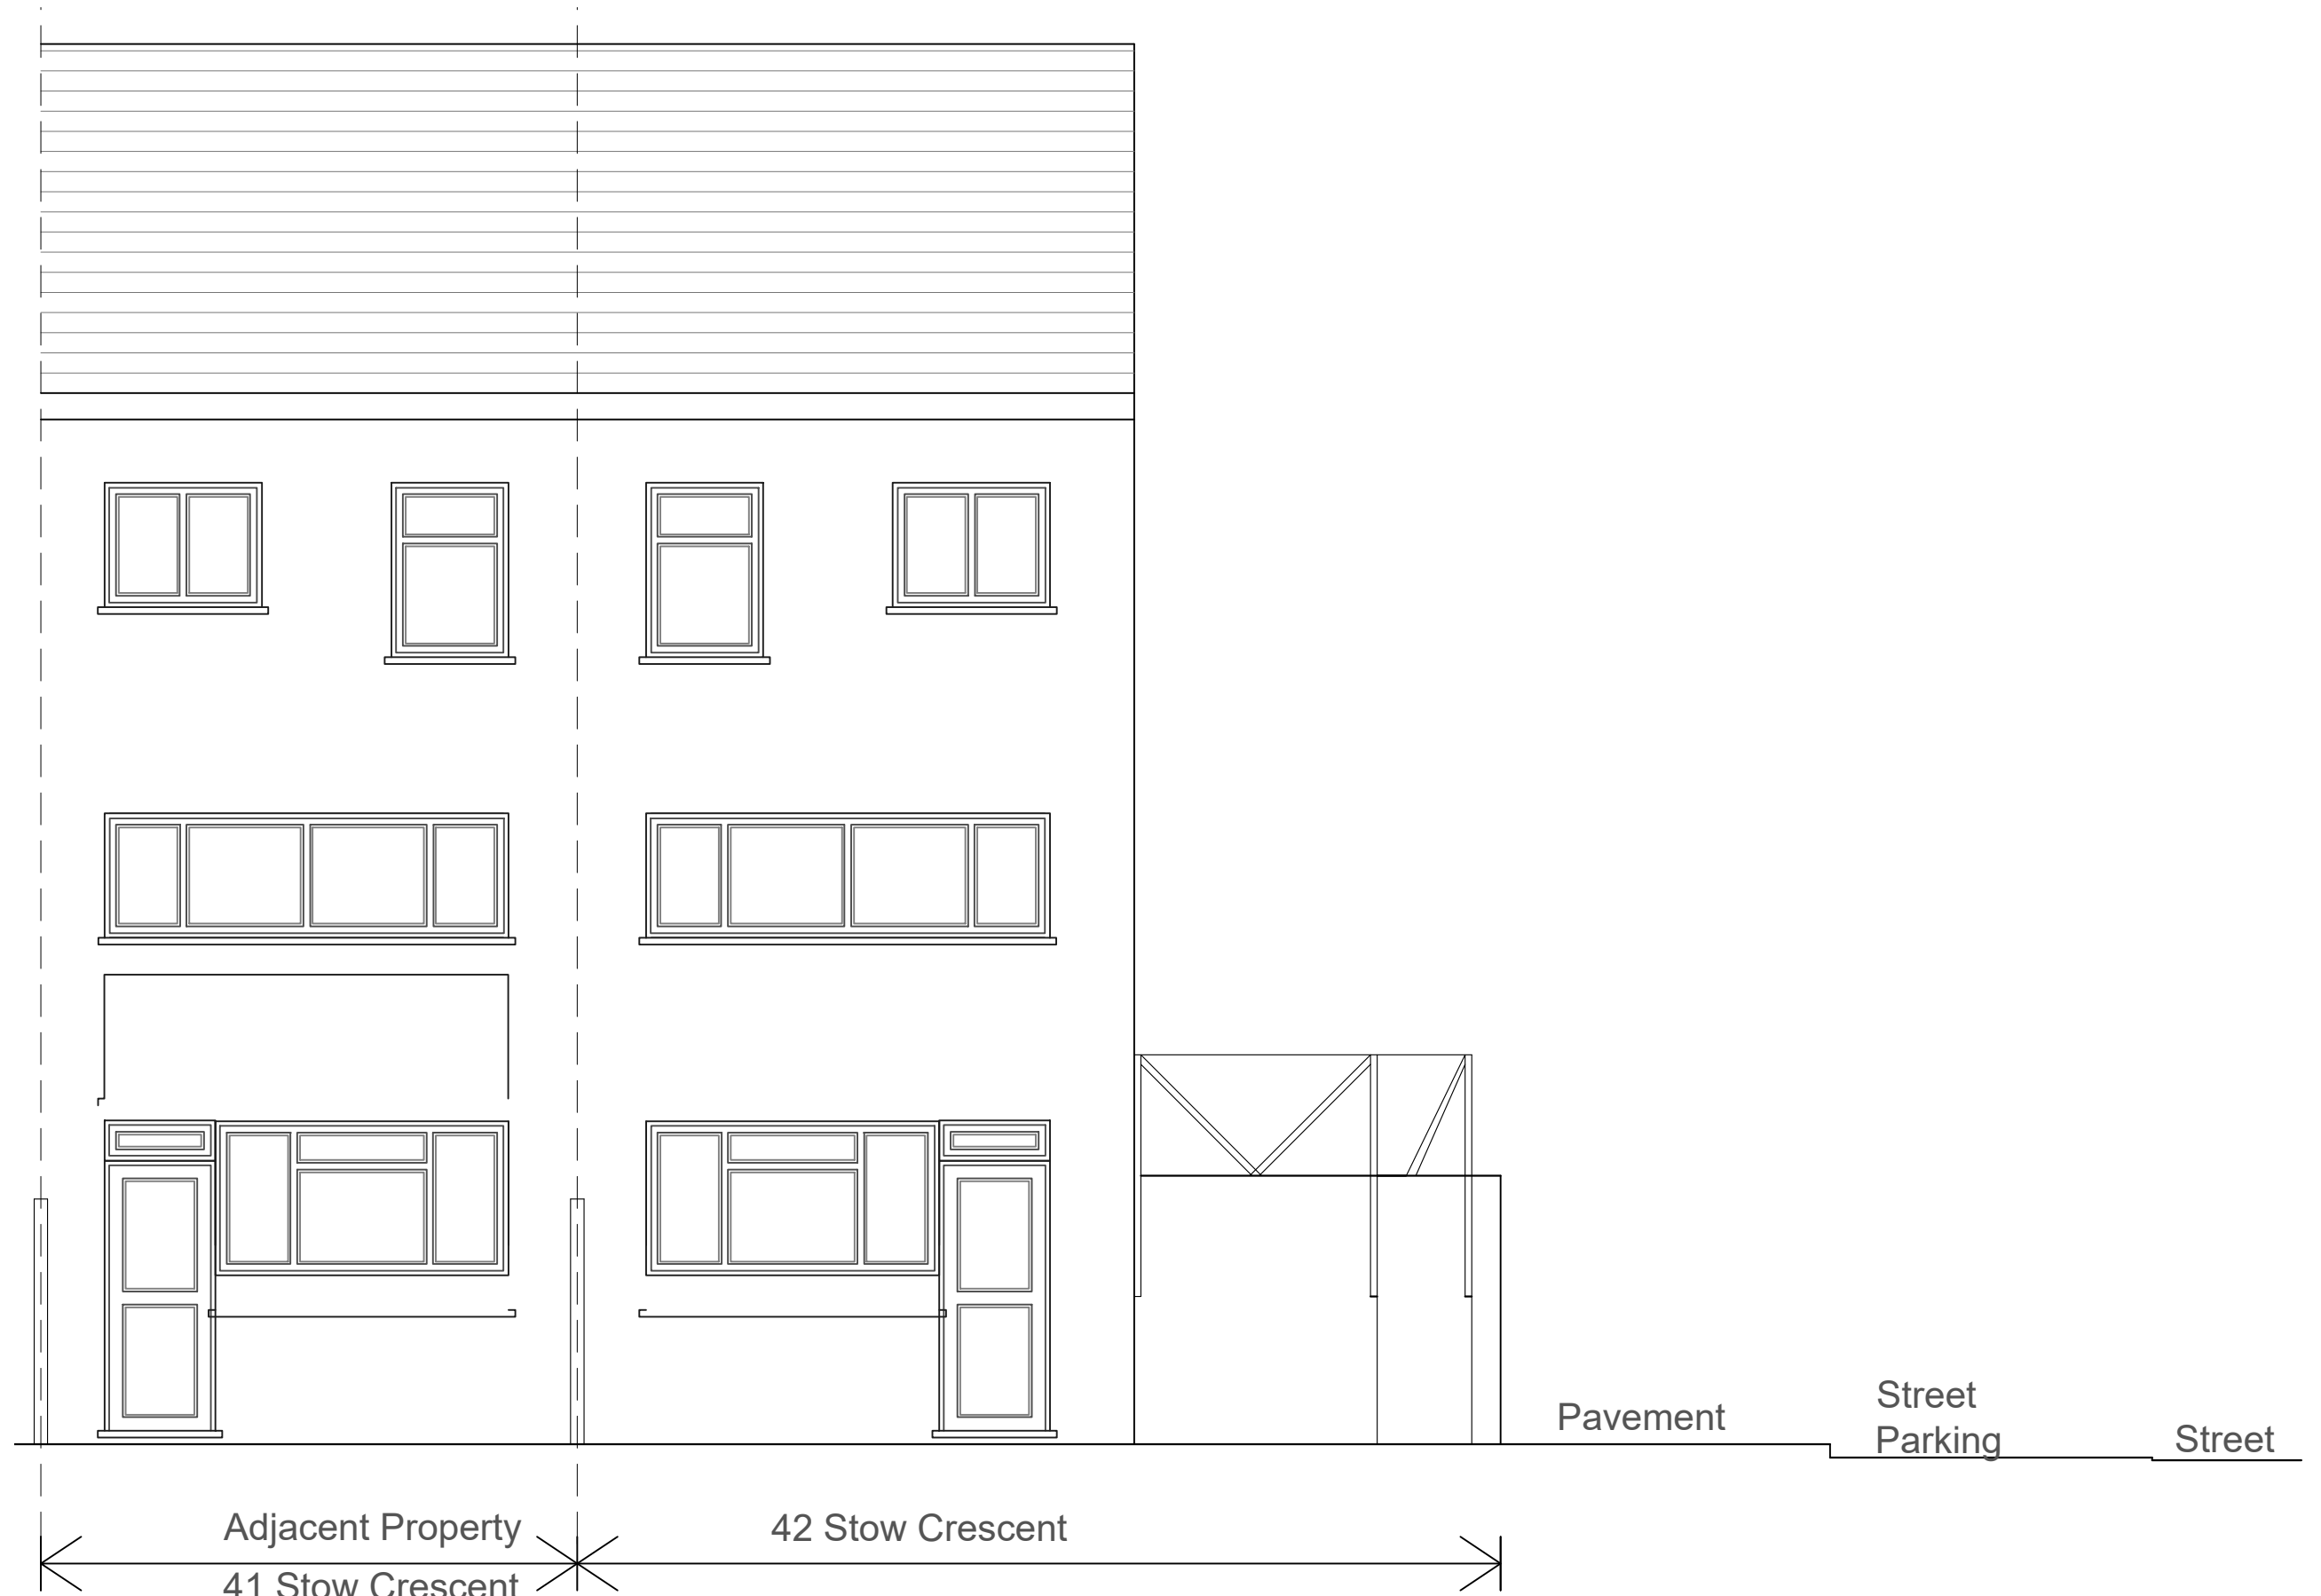 Pavement
Street
Parking
Street
Adjacent Property
41 Stow Crescent
42 Stow Crescent